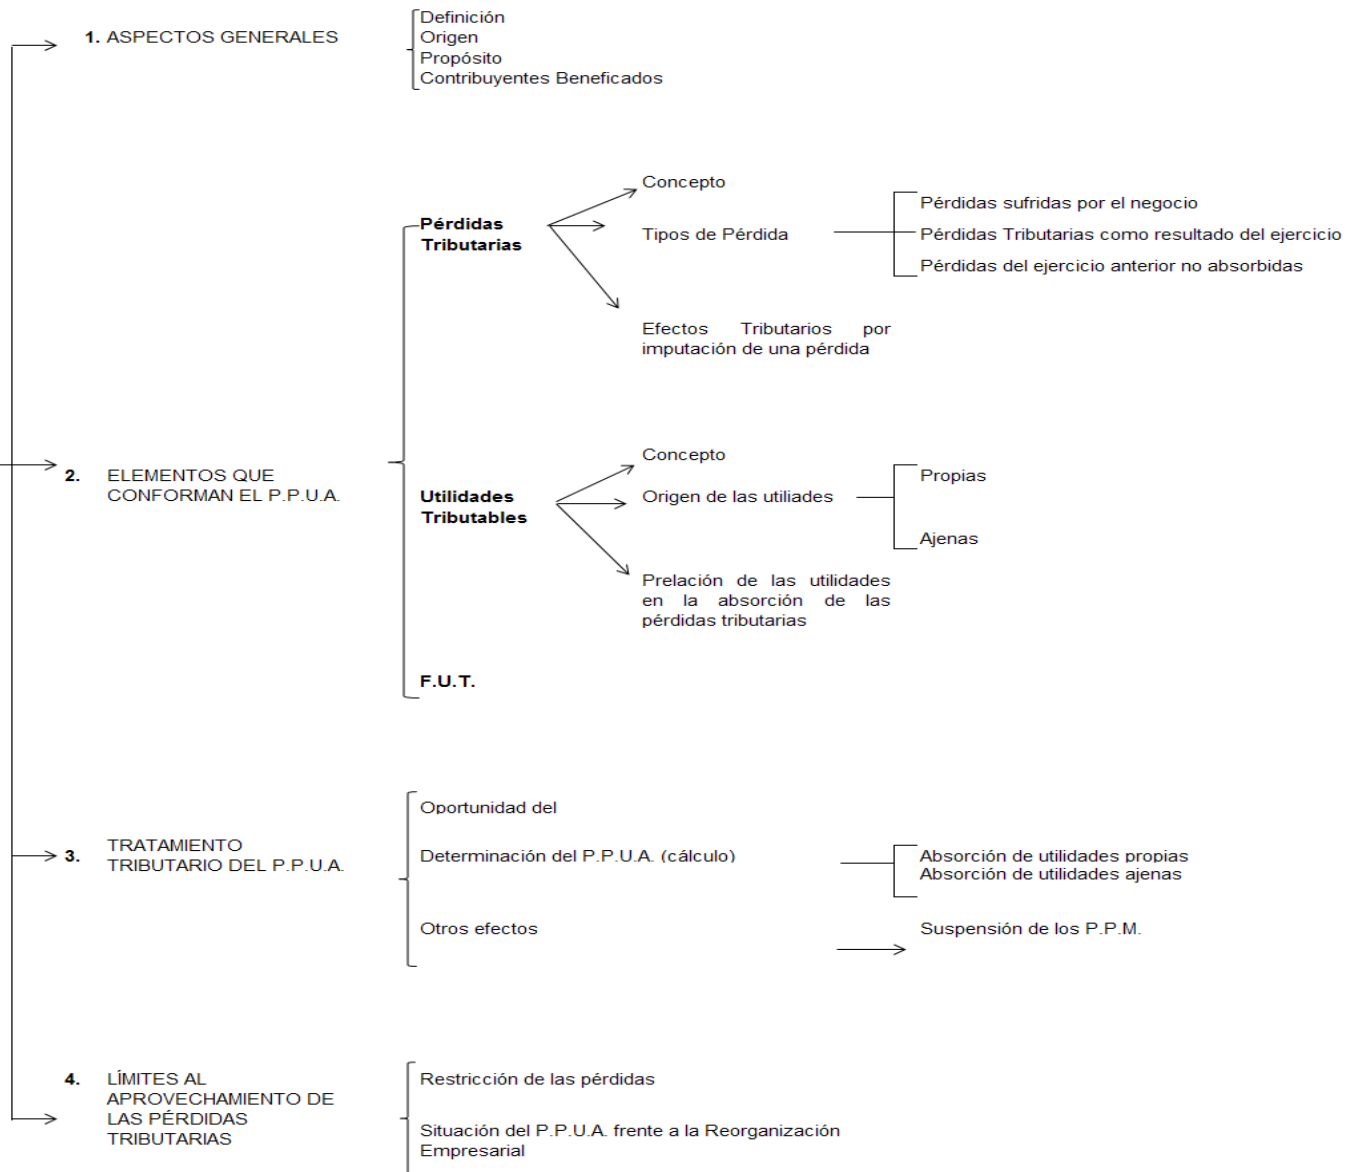 1. ASPECTOS GENERALES
Definición
Origen
Propósito
Contribuyentes Beneficados
2. ELEMENTOS QUE
CONFORMAN EL P.P.U.A.
Pérdidas
Tributarias
Concepto
Tipos de Pérdida
Pérdidas sufridas por el negocio
Pérdidas Tributarias como resultado del ejercicio
Pérdidas del ejercicio anterior no absorbidas
Efectos Tributarios por
imputación de una pérdida
Utilidades
Tributables
Concepto
Origen de las utiliades
Propias
Ajenas
Prelación de las utilidades
en la absorción de las
pérdidas tributarias
F.U.T.
3. TRATAMIENTO
TRIBUTARIO DEL P.P.U.A.
Oportunidad del
Determinación del P.P.U.A. (cálculo)
Absorción de utilidades propias
Absorción de utilidades ajenas
Otros efectos
Suspensión de los P.P.M.
4. LÍMITES AL
APROVECHAMIENTO DE
LAS PÉRDIDAS
TRIBUTARIAS
Restricción de las pérdidas
Situación del P.P.U.A. frente a la Reorganización
Empresarial